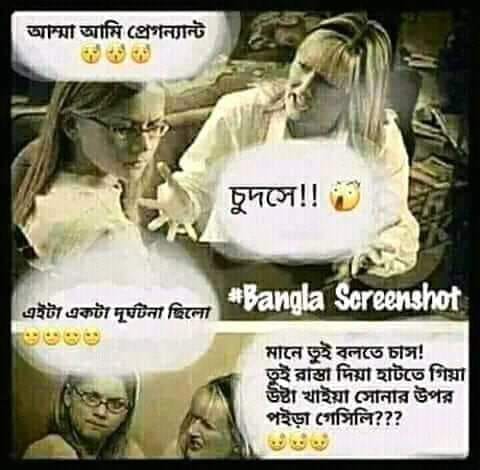 আম্মা আমি প্রেগন্যান্ট
চুদসে!!
#Bangla Screenshot
এইটা একটা দূর্ঘটনা ছিলো
মানে তুই বলতে চাস!
তুই রাস্তা দিয়া হাটতে গিয়া
উষ্টা খাইয়া সোনার উপর
পইড়া গেসিলি???